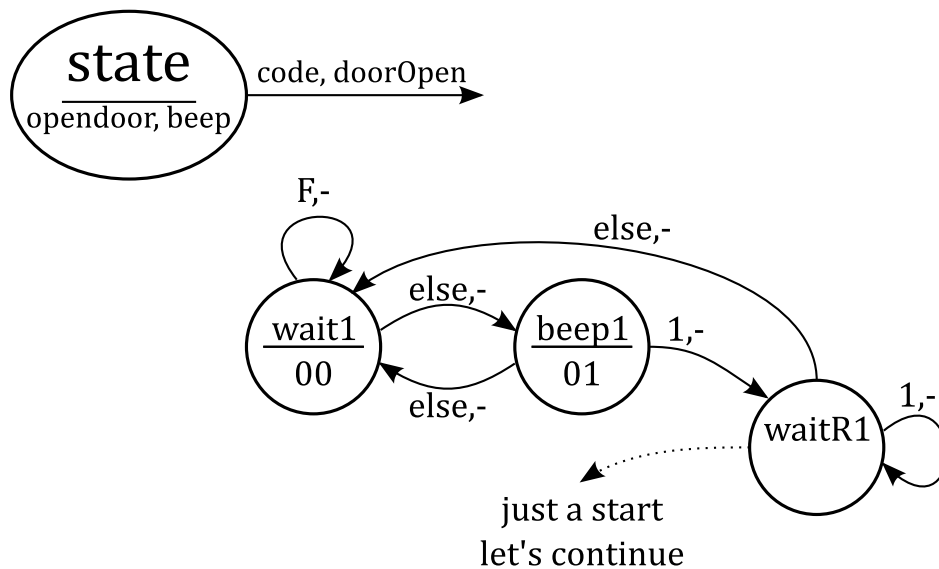 state
opendoor, beep
code, doorOpen
F,-
else,-
else,-
wait1
00
beep1
01
1,-
else,-
waitR1
1,-
just a start
let's continue